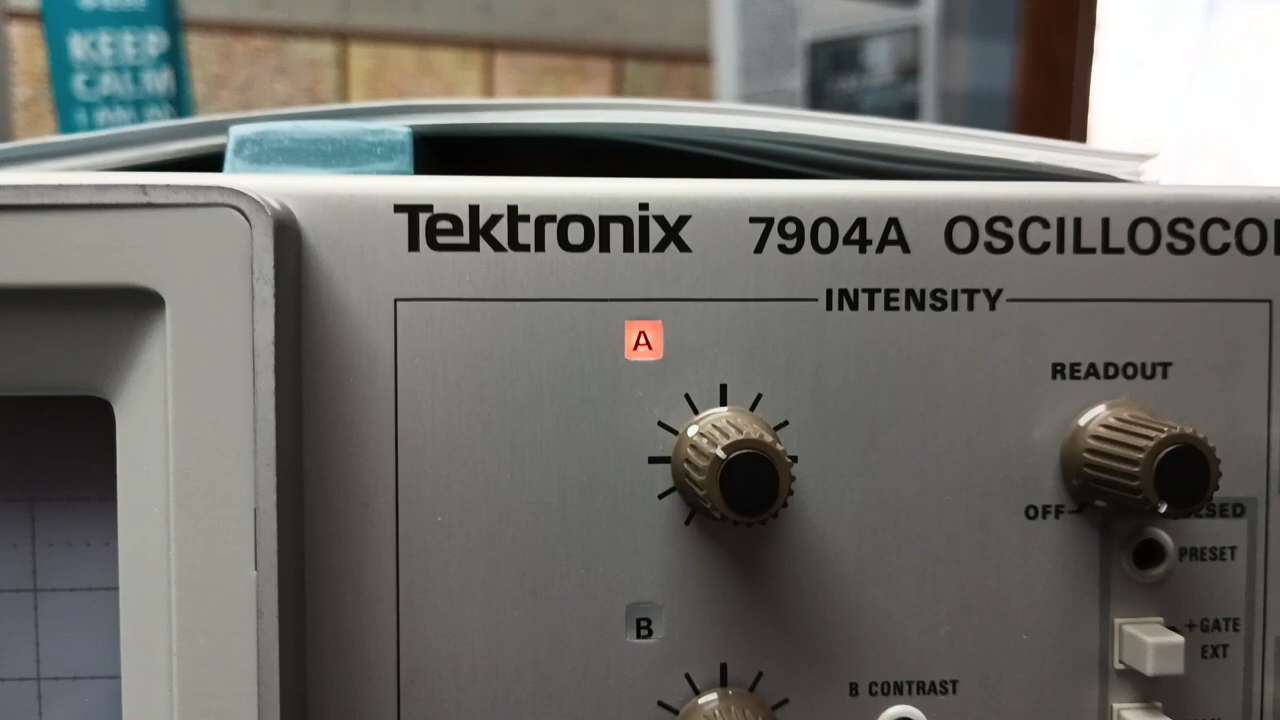 KEEP
CALM
Tektronix 7904A OSCILLOSCO
INTENSITY
A
READOUT
OFF
PRESET
B
+GATE
EXT
B CONTRAST